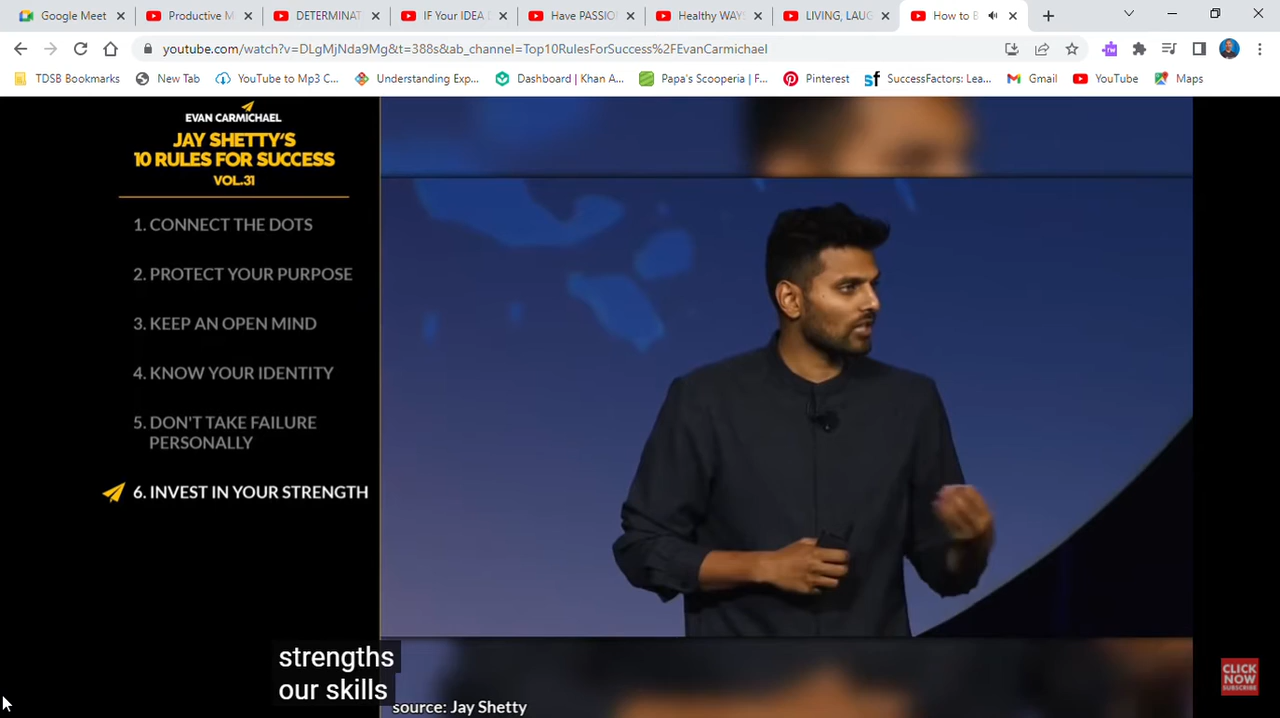 Google Meet
Productive M
DETERMINAT
IF Your IDEA D
Have PASSIO
Healthy WAY
LIVING, LAUG
How to B
youtube.com/watch?v=DLgMjNda9Mg&t=388s&ab_channel=Top10RulesForSuccess%2FEvanCarmichael
TDSB Bookmarks
New Tab
YouTube to Mp3 C...
Understanding Exp...
Dashboard | Khan A...
Papa's Scooperia | F...
Pinterest
SuccessFactors: Lea...
Gmail
YouTube
Maps
EVAN CARMICHAEL
JAY SHETTY'S
10 RULES FOR SUCCESS
VOL.31
1. CONNECT THE DOTS
2. PROTECT YOUR PURPOSE
3. KEEP AN OPEN MIND
4. KNOW YOUR IDENTITY
5. DON'T TAKE FAILURE
PERSONALLY
6. INVEST IN YOUR STRENGTH
strengths
our skills
source: Jay Shetty
CLICK
NOW
SUBSCRIBE